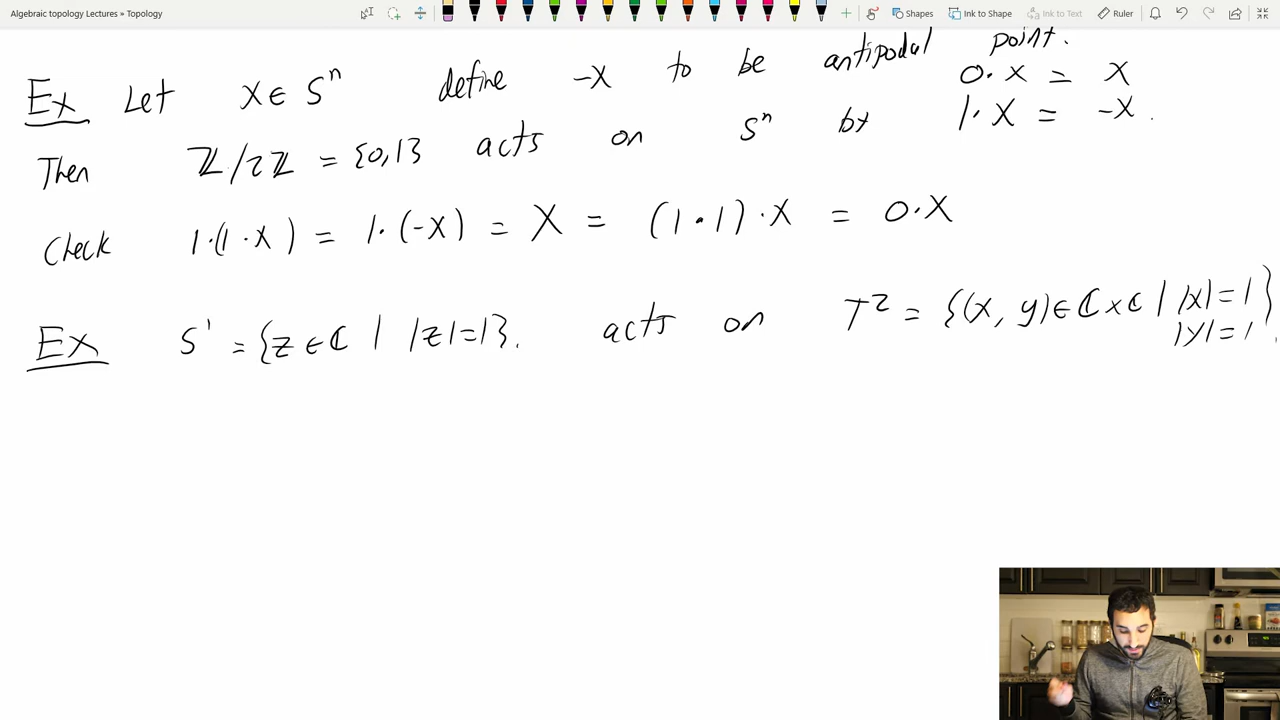 Algebraic topology Lectures » Topology
Shapes Ink to Shape Ink to Text Ruler
Ex Let X ∈ Sⁿ define -X to be antipodal point.
Then ℤ/2ℤ = {0,1} acts on Sⁿ by 0·X = X
1·X = -X.
Check 1·(1·X) = 1·(-X) = X = (1·1)·X = 0·X
Ex S¹ = {z ∈ ℂ | |z|=1}. acts on T² = {(x, y) ∈ ℂ×ℂ | |x|=1
|y|=1}.